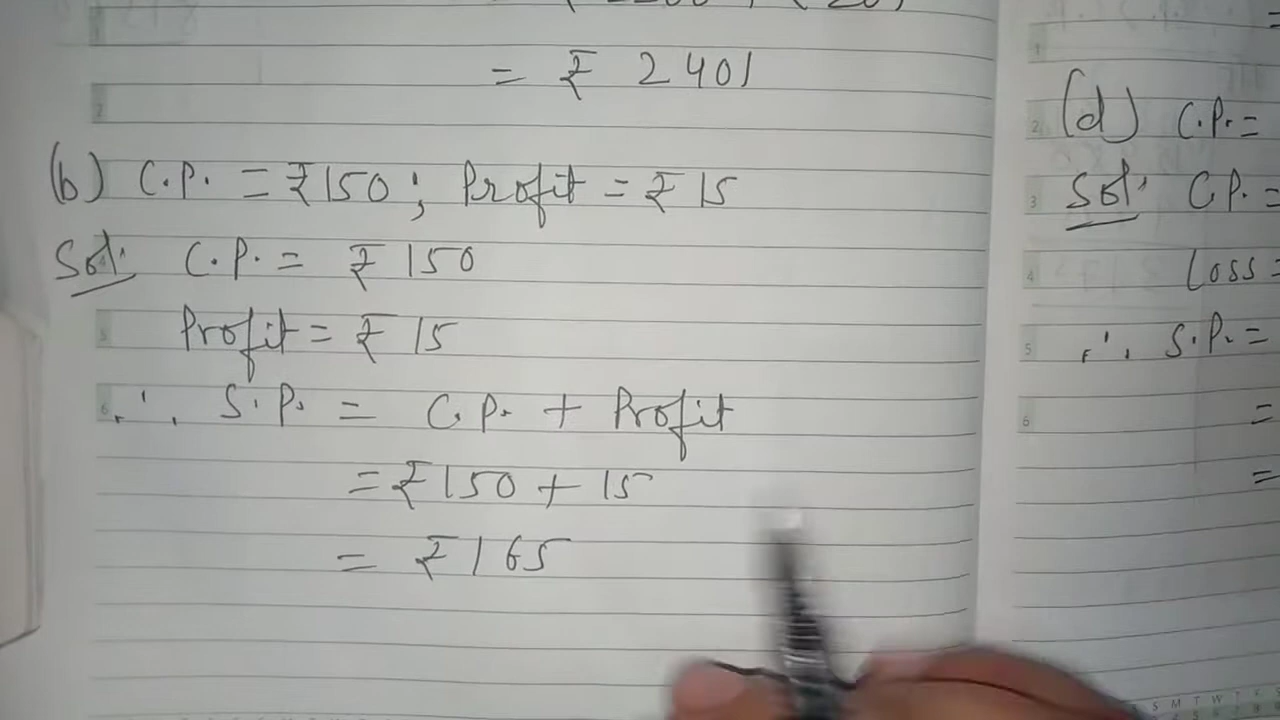 = ₹ 2401
(b) C.P. = ₹150; Profit = ₹ 15
Sol. C.P. = ₹ 150
Profit = ₹ 15
∴ S.P. = C.P. + Profit
= ₹150 + 15
= ₹165
(d) C.P. =
Sol. C.P. =
Loss =
∴ S.P. =
=
=